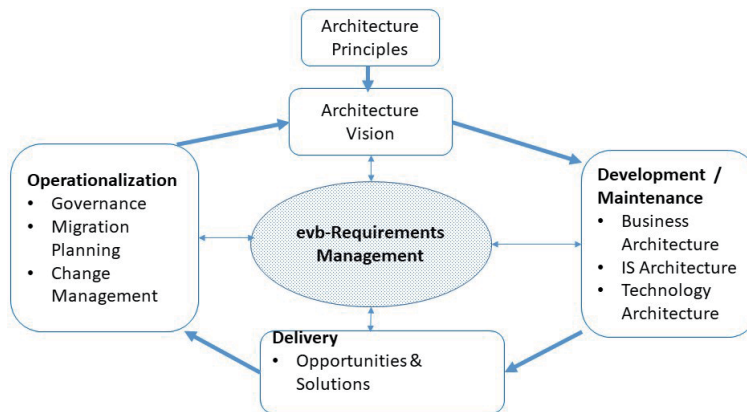 Architecture
Principles
Architecture
Vision
Operationalization
• Governance
• Migration
Planning
• Change
Management
evb-Requirements
Management
Development /
Maintenance
• Business
Architecture
• IS Architecture
• Technology
Architecture
Delivery
• Opportunities &
Solutions